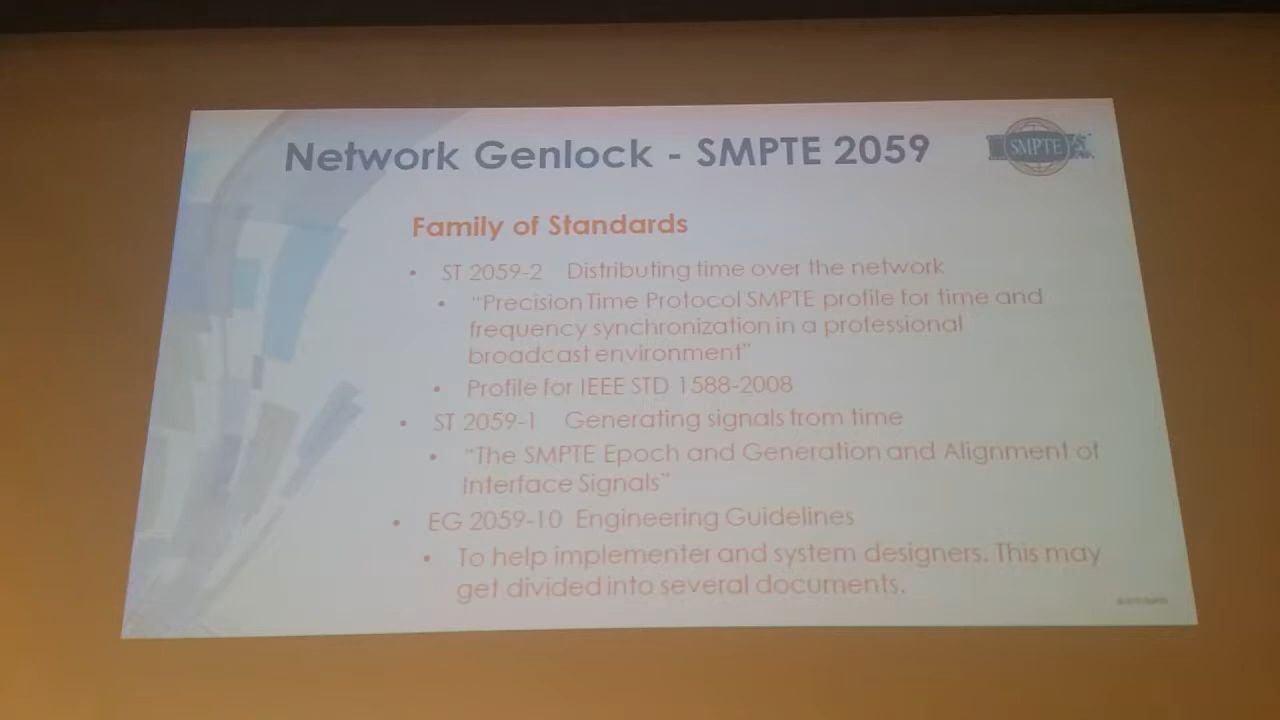 Network Genlock - SMPTE 2059
SMPTE
Family of Standards
• ST 2059-2 Distributing time over the network
• "Precision Time Protocol SMPTE profile for time and
frequency synchronization in a professional
broadcast environment"
• Profile for IEEE STD 1588-2008
• ST 2059-1 Generating signals from time
• "The SMPTE Epoch and Generation and Alignment of
Interface Signals"
• EG 2059-10 Engineering Guidelines
• To help implementer and system designers. This may
get divided into several documents.